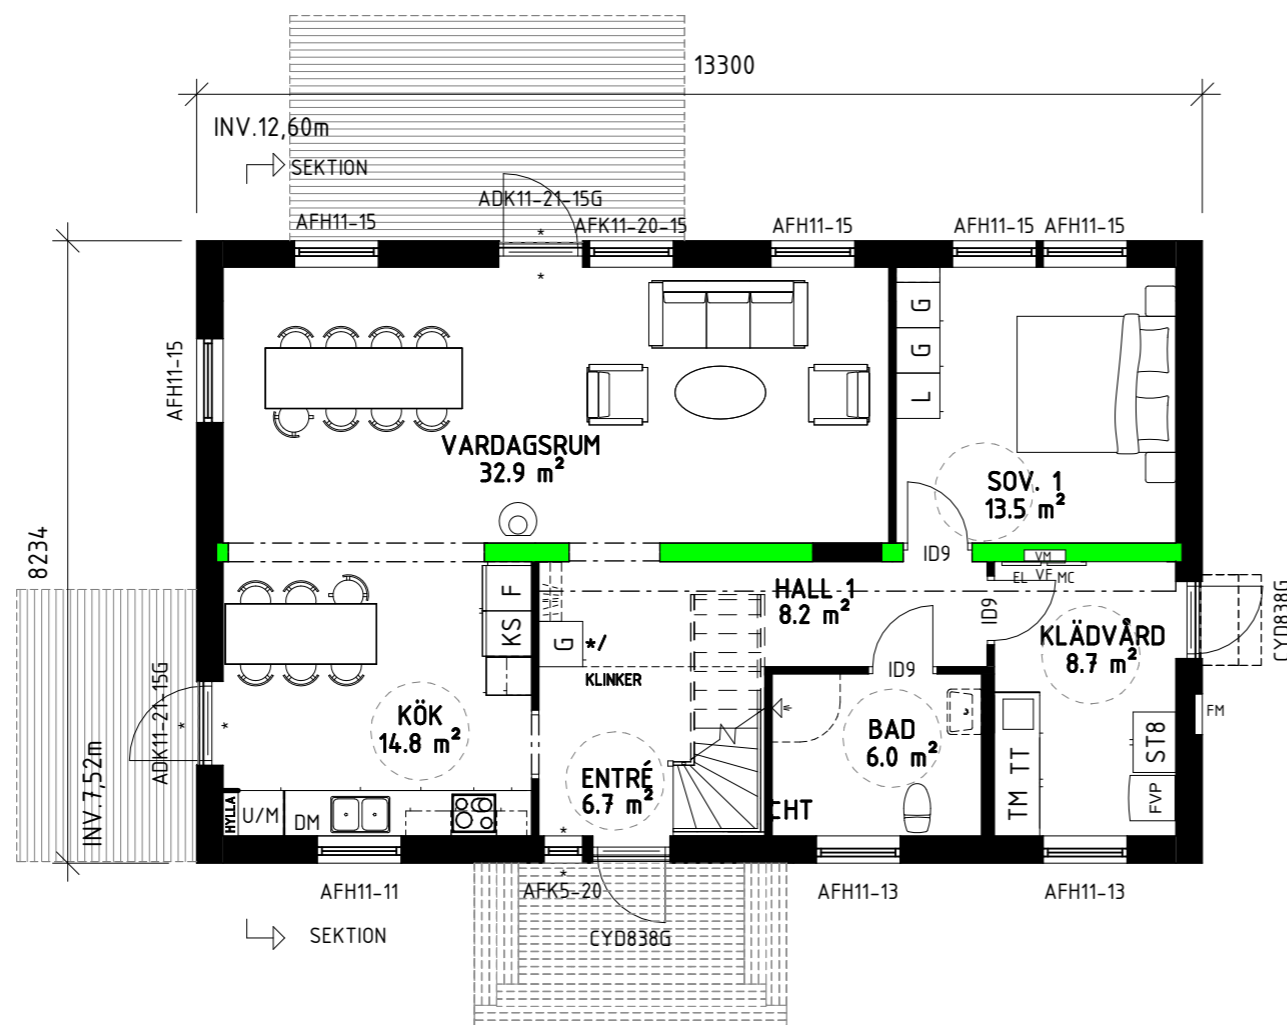 13300
INV.12,60m
SEKTION
ADK11-21-15G
AFH11-15
AFK11-20-15
AFH11-15
AFH11-15
AFH11-15
*
*
AFH11-15
G
G
L
VARDAGSRUM
32.9 m²
SOV. 1
13.5 m²
8234
ID9
VM
EL
VF
MC
HALL 1
8.2 m²
ID9
CYD838G
F
KS
G
*/
KLINKER
KLÄDVÅRD
8.7 m²
ID9
ADK11-21-15G
*
*
KÖK
14.8 m²
BAD
6.0 m²
FM
ST8
INV.7,52m
ENTRÉ
6.7 m²
TM TT
FVP
HYLLA
U/M
DM
CHT
*
*
AFH11-11
AFK5-20
AFH11-13
AFH11-13
SEKTION
CYD838G